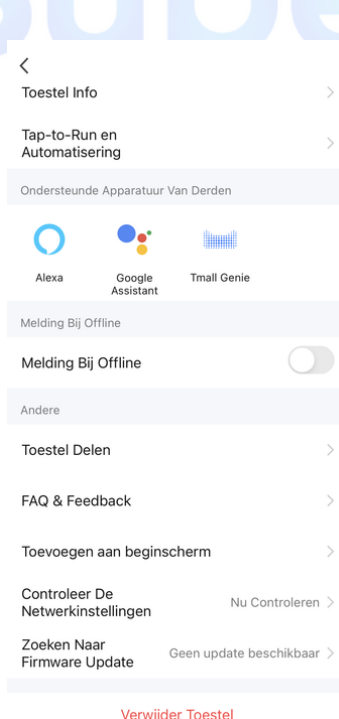 Toestel Info
Tap-to-Run en
Automatisering
Ondersteunde Apparatuur Van Derden
Alexa
Google
Assistant
Tmall Genie
Melding Bij Offline
Melding Bij Offline
Andere
Toestel Delen
FAQ & Feedback
Toevoegen aan beginscherm
Controleer De
Netwerkinstellingen
Nu Controleren
Zoeken Naar
Firmware Update
Geen update beschikbaar
Verwijder Toestel